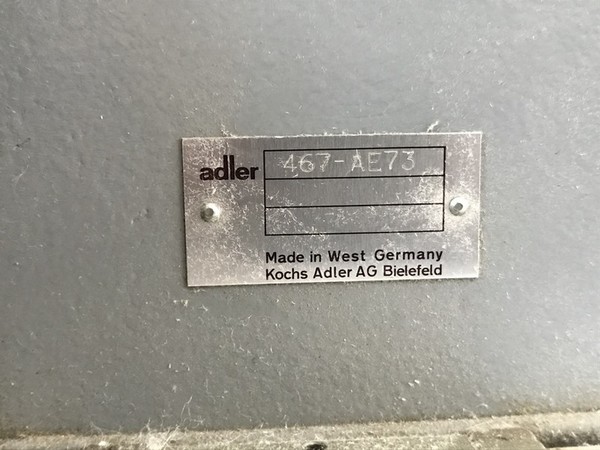 adler 467-AE73
Made in West Germany
Kochs Adler AG Bielefeld